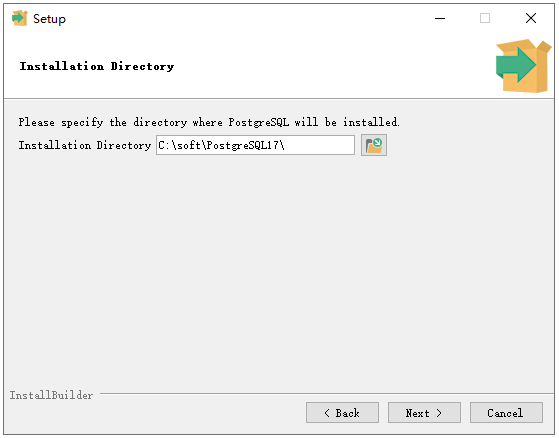 Setup
Installation Directory
Please specify the directory where PostgreSQL will be installed.
Installation Directory C:\soft\PostgreSQL17\
InstallBuilder
< Back Next > Cancel